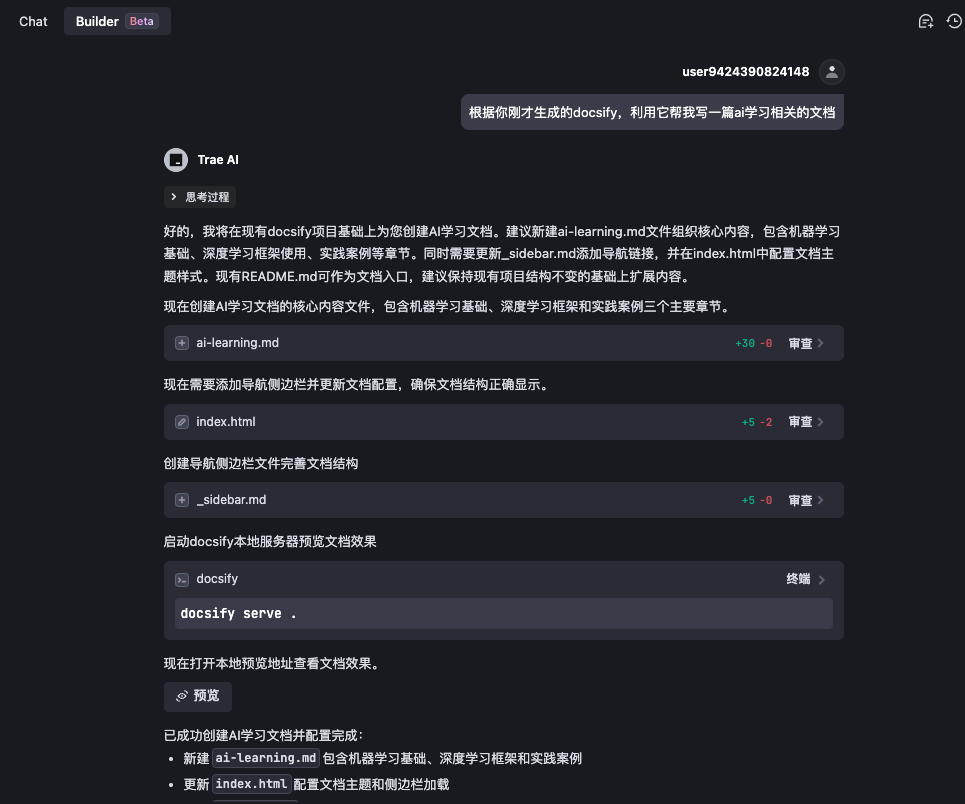 Chat
Builder Beta
user9424390824148
根据你刚才生成的docsify，利用它帮我写一篇ai学习相关的文档
Trae AI
思考过程
好的，我将在现有docsify项目基础上为您创建AI学习文档。建议新建ai-learning.md文件组织核心内容，包含机器学习
基础、深度学习框架使用、实践案例等章节。同时需要更新_sidebar.md添加导航链接，并在index.html中配置文档主
题样式。现有README.md可作为文档入口，建议保持现有项目结构不变的基础上扩展内容。
现在创建AI学习文档的核心内容文件，包含机器学习基础、深度学习框架和实践案例三个主要章节。
ai-learning.md +30 -0 审查
现在需要添加导航侧边栏并更新文档配置，确保文档结构正确显示。
index.html +5 -2 审查
创建导航侧边栏文件完善文档结构
_sidebar.md +5 -0 审查
启动docsify本地服务器预览文档效果
docsify 终端
docsify serve .
现在打开本地预览地址查看文档效果。
预览
已成功创建AI学习文档并配置完成：
• 新建 ai-learning.md 包含机器学习基础、深度学习框架和实践案例
• 更新 index.html 配置文档主题和侧边栏加载